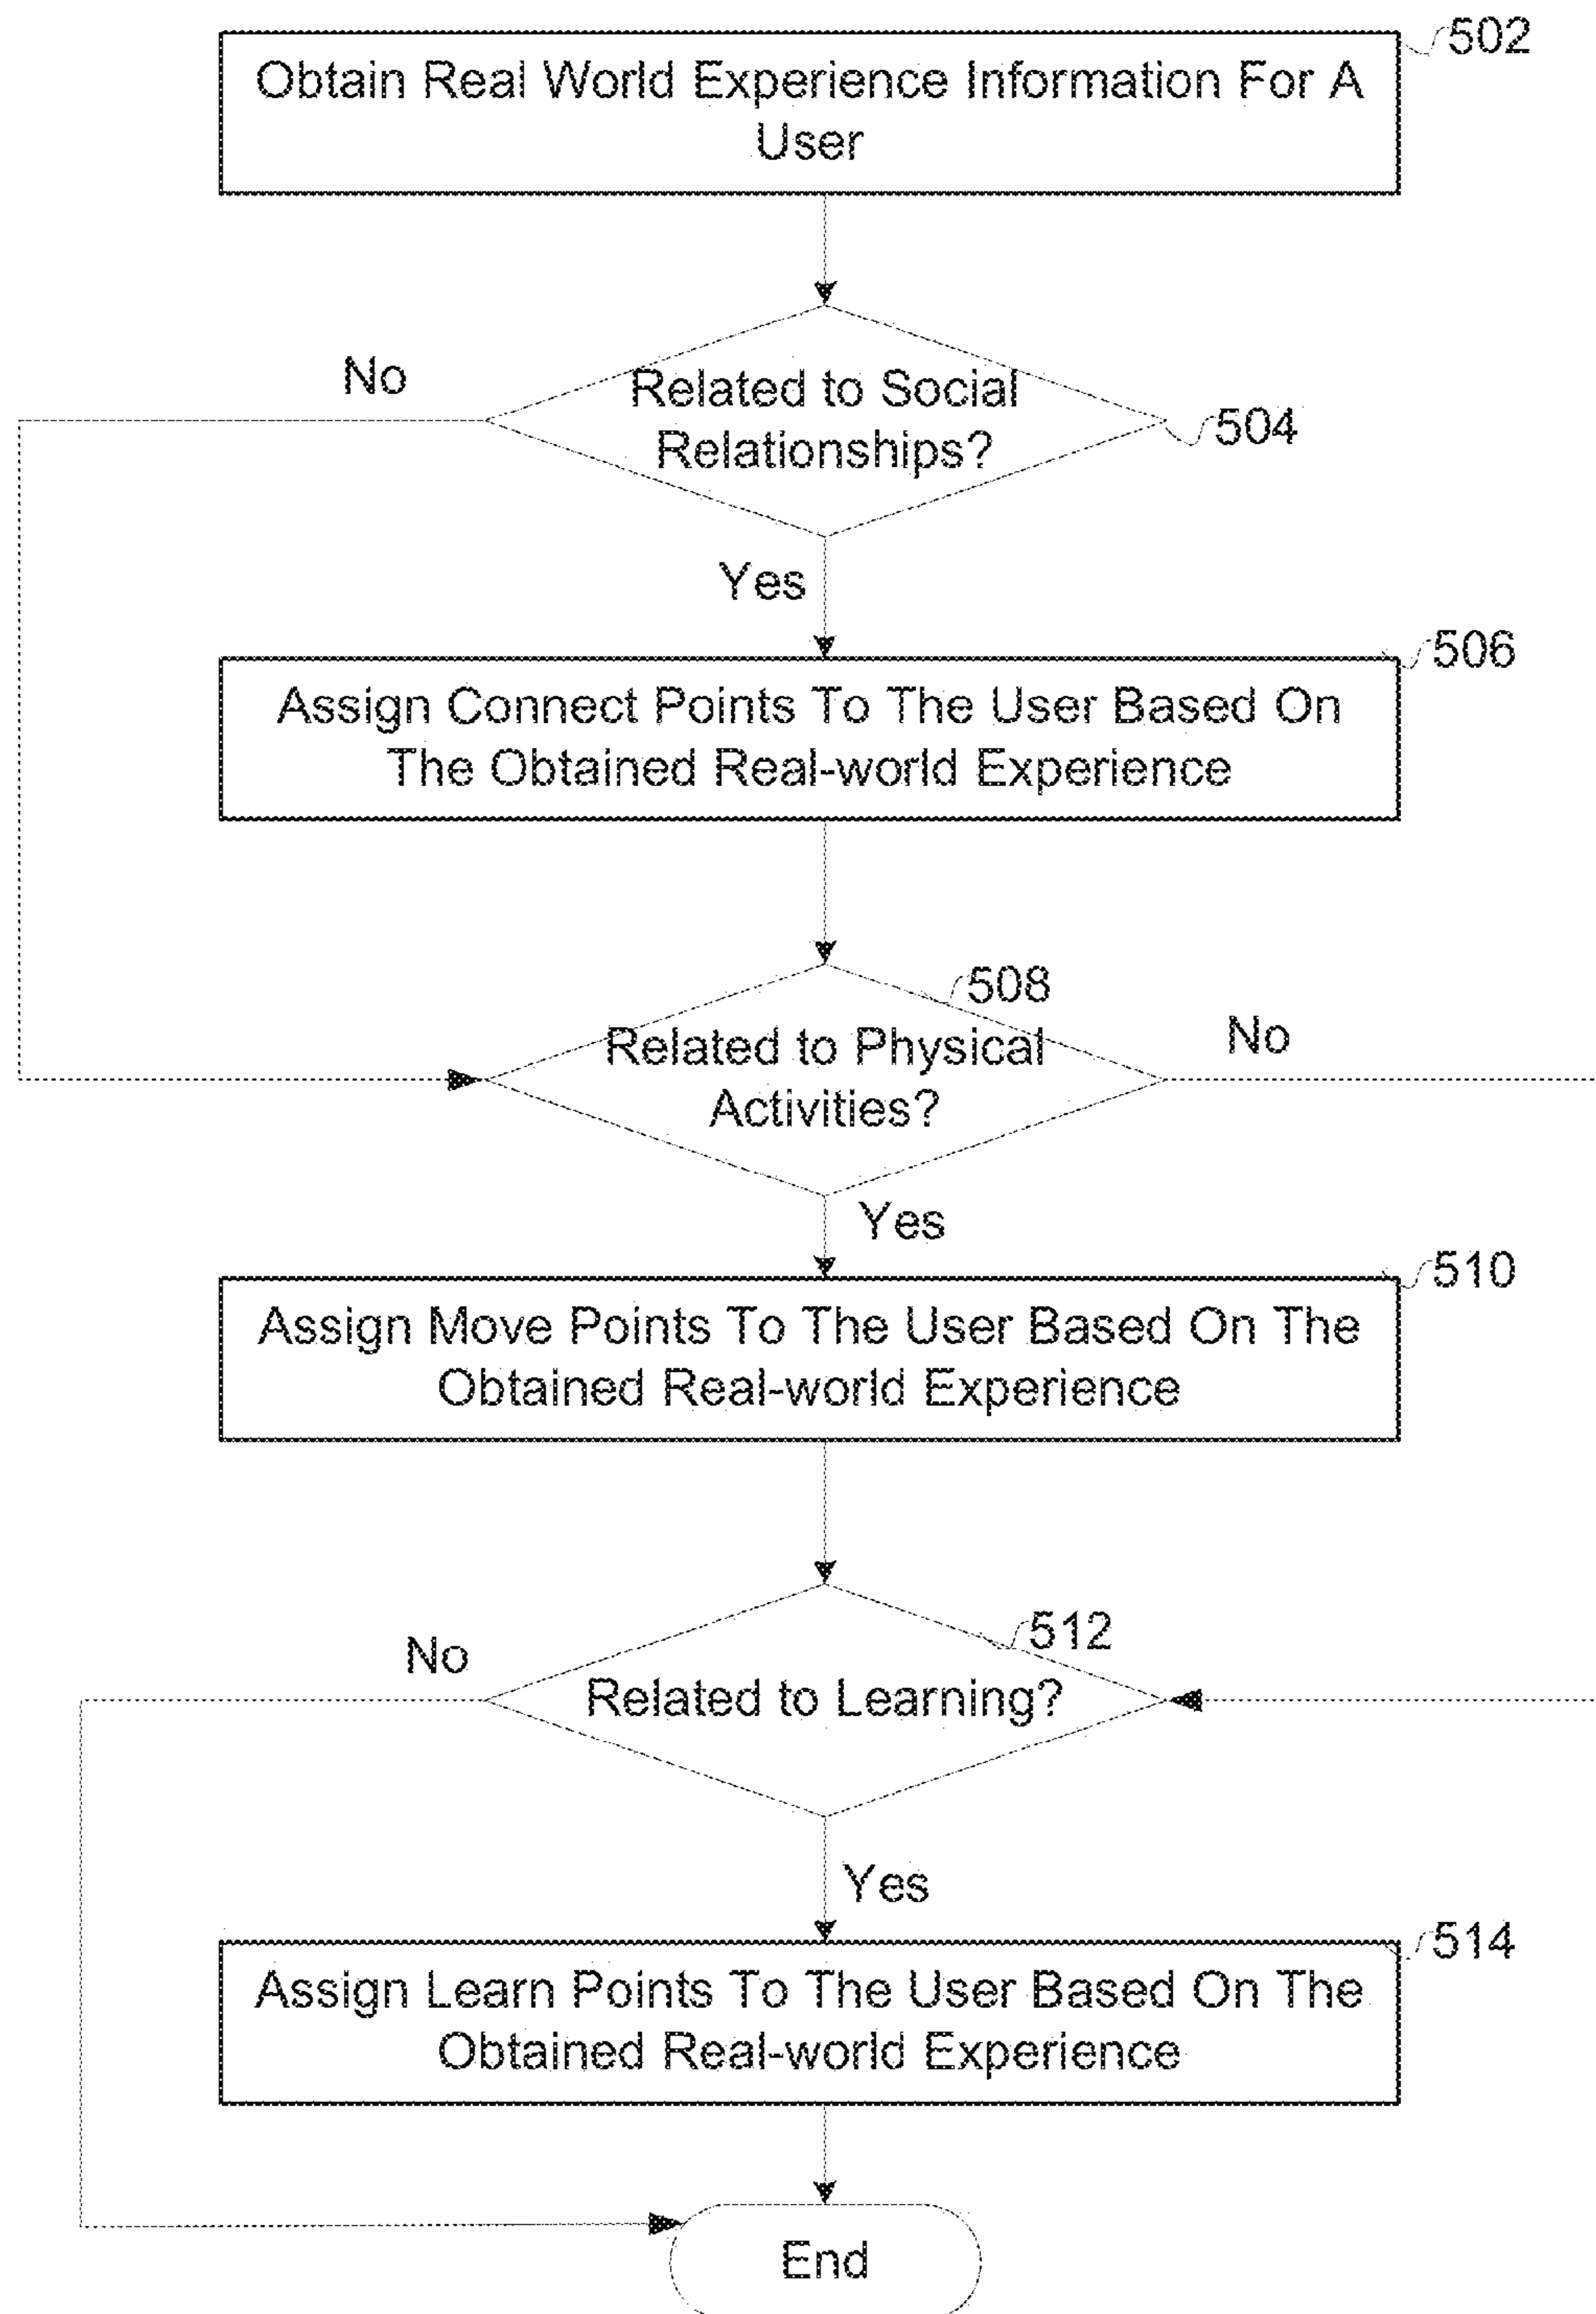 502
Obtain Real World Experience Information For A
User
No
Related to Social
Relationships?
504
Yes
506
Assign Connect Points To The User Based On
The Obtained Real-world Experience
508
Related to Physical
Activities?
No
Yes
510
Assign Move Points To The User Based On The
Obtained Real-world Experience
512
No
Related to Learning?
Yes
514
Assign Learn Points To The User Based On The
Obtained Real-world Experience
End